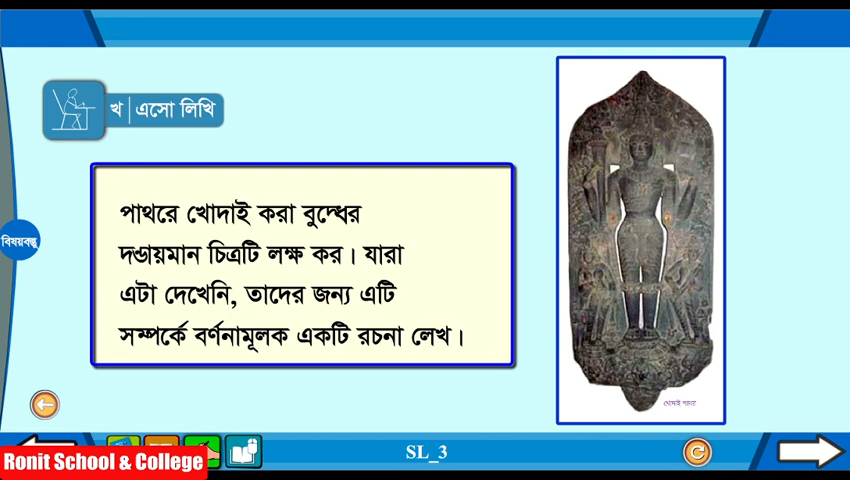 খ | এসো লিখি
পাথরে খোদাই করা বুদ্ধের
দণ্ডায়মান চিত্রটি লক্ষ কর। যারা
এটা দেখেনি, তাদের জন্য এটি
সম্পর্কে বর্ণনামূলক একটি রচনা লেখ।
বিষয়বস্তু
খোদাই পাথর
SL_3
Ronit School & College